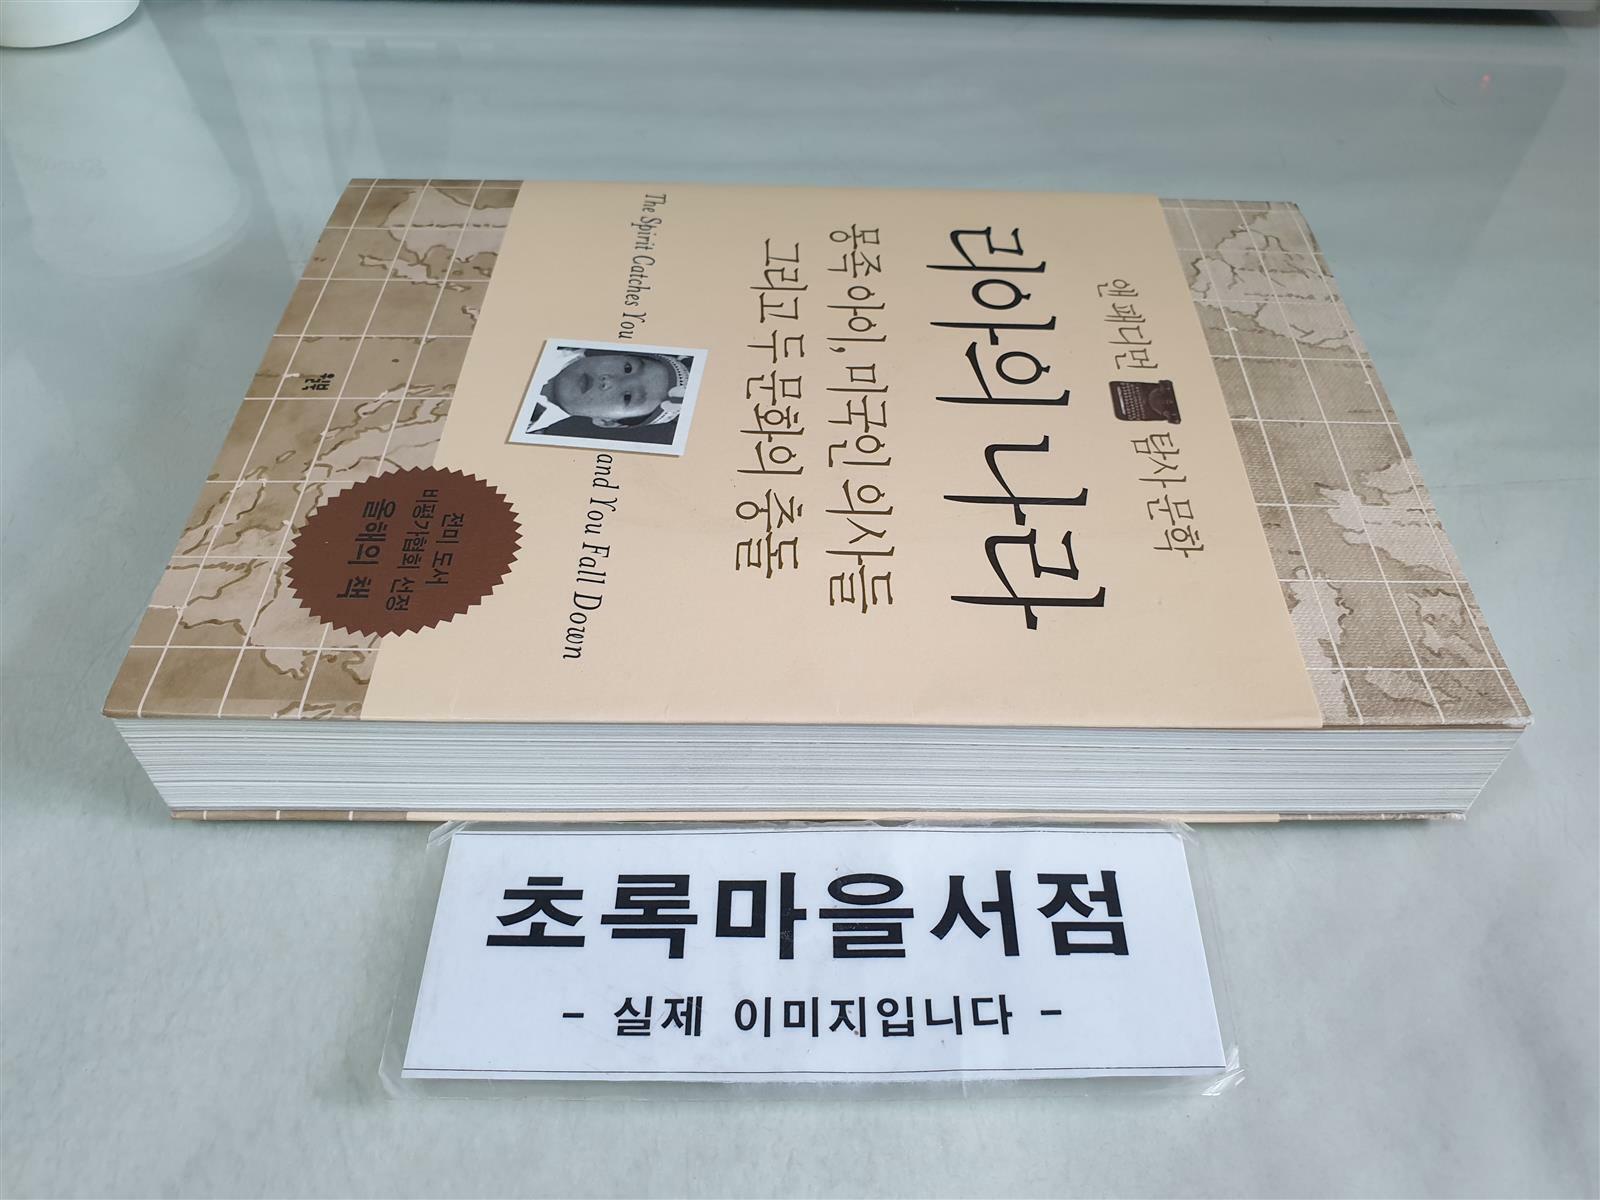 앤 패디먼 탐사 문학
리아의 나라
몽족 아이, 미국인 의사들
그리고 두 문화의 충돌
The Spirit Catches You and You Fall Down
전미 도서
비평가협회 선정
올해의 책
윌북
초록마을서점
- 실제 이미지입니다 -